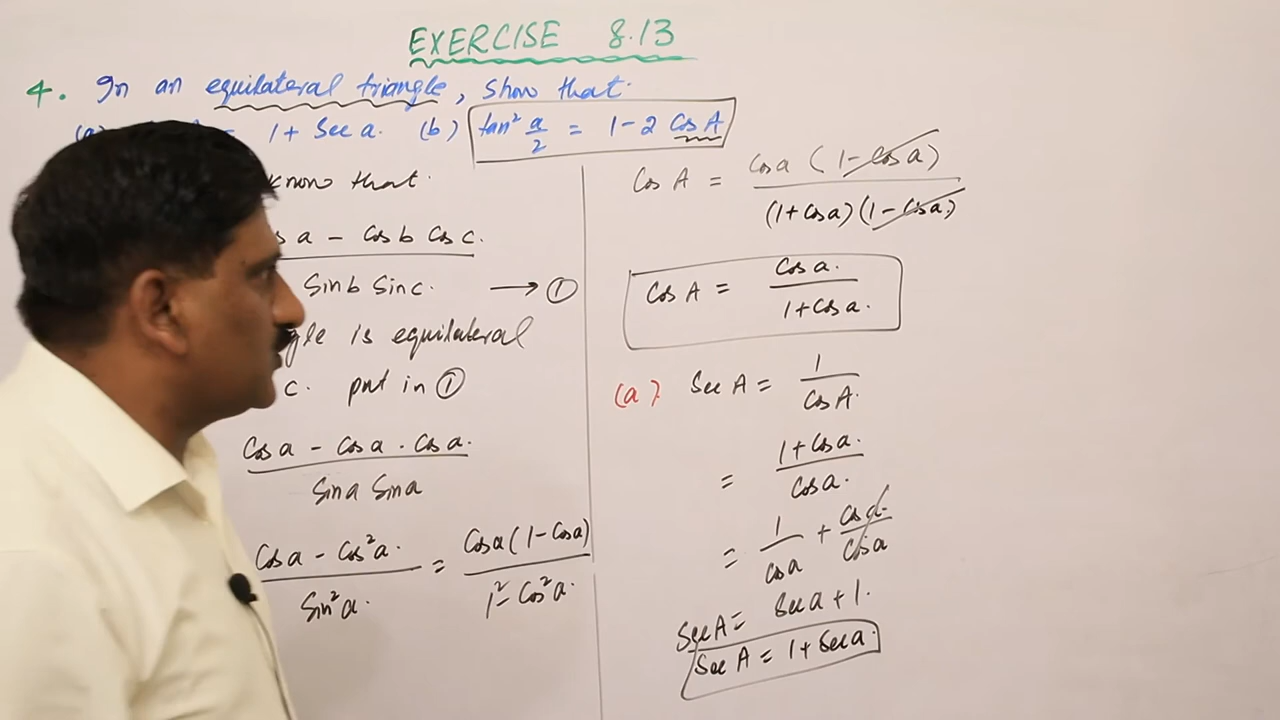 EXERCISE 8.13
4. In an equilateral triangle, show that.
= 1 + Sec a. (b) tan² a/2 = 1 - 2 Cos A
know that.
a - Cos b Cos c.
Sin b Sin c. → ①
is equilateral
c. put in ①
Cos a - Cos a . Cos a.
Sin a Sin a
Cos a - Cos² a. = Cos a (1 - Cos a)
Sin² a. 1² - Cos² a.
Cos A = Cos a (1 - Cos a)
(1 + Cos a) (1 - Cos a)
Cos A = Cos a.
1 + Cos a.
(a). Sec A = 1
Cos A.
= 1 + Cos a.
Cos a.
= 1/Cos a + Cos a/Cos a
Sec A = Sec a + 1.
Sec A = 1 + Sec a.